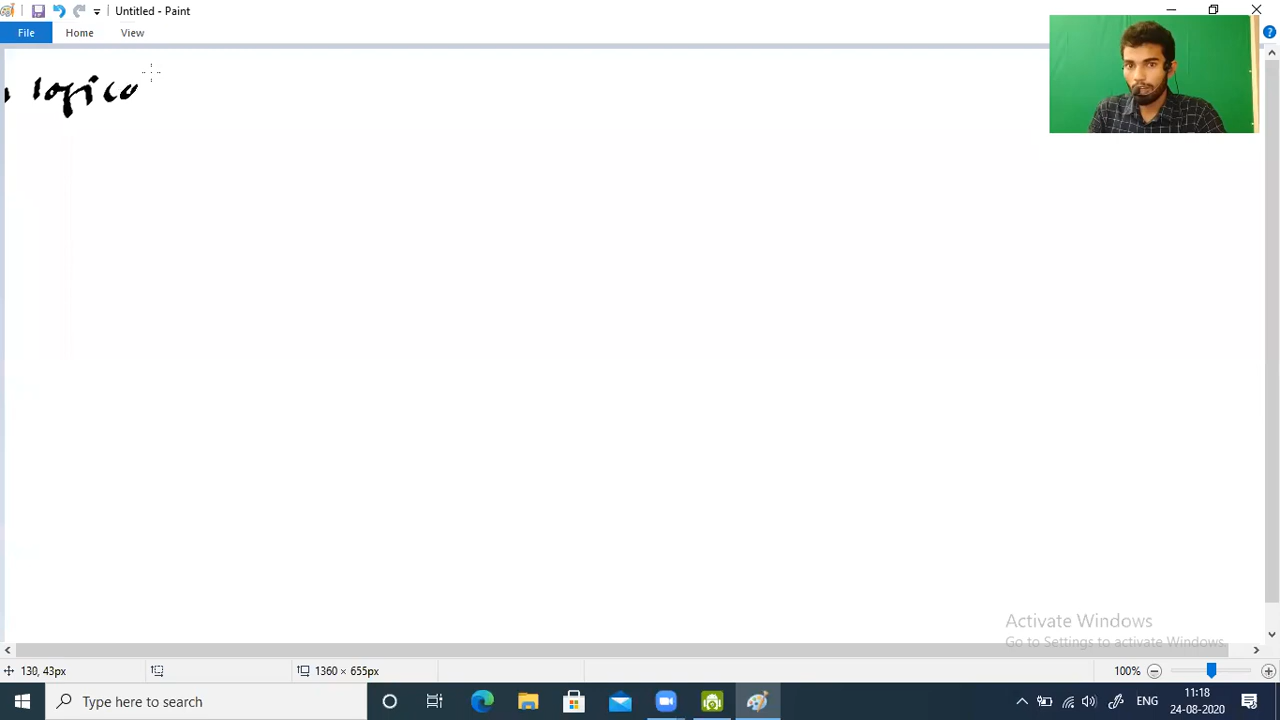 Untitled - Paint
File Home View
logica
Activate Windows
Go to Settings to activate Windows.
130, 43px 1360 × 655px 100%
Type here to search ENG 11:18
24-08-2020